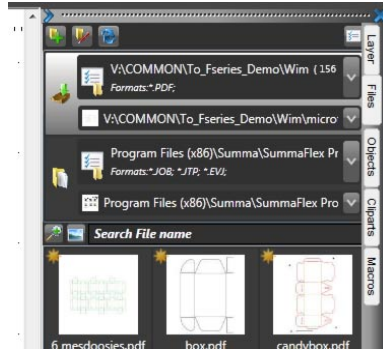 V:\COMMON\To_Fseries_Demo\Wim ( 156
Formats:*.PDF;
V:\COMMON\To_Fseries_Demo\Wim\micro
Program Files (x86)\Summa\SummaFlex Pr
Formats:*.JOB; *.JTP; *.EVJ;
Program Files (x86)\Summa\SummaFlex Pro
Search File name
6 mesdoosjes.pdf
box.pdf
candybox.pdf
Layer
Files
Objects
Cliparts
Macros